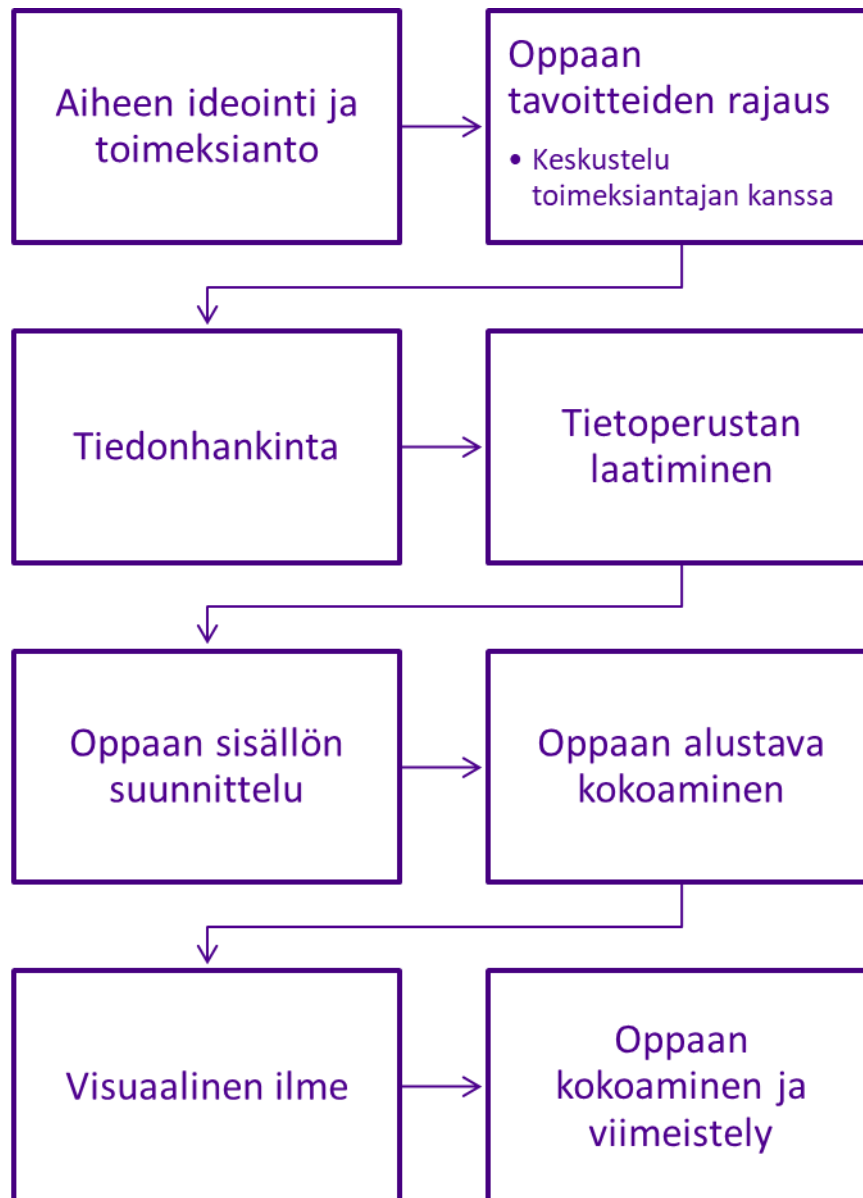 Aiheen ideointi ja
toimeksianto
Oppaan
tavoitteiden rajaus
• Keskustelu
toimeksiantajan kanssa
Tiedonhankinta
Tietoperustan
laatiminen
Oppaan sisällön
suunnittelu
Oppaan alustava
kokoaminen
Visuaalinen ilme
Oppaan
kokoaminen ja
viimeistely